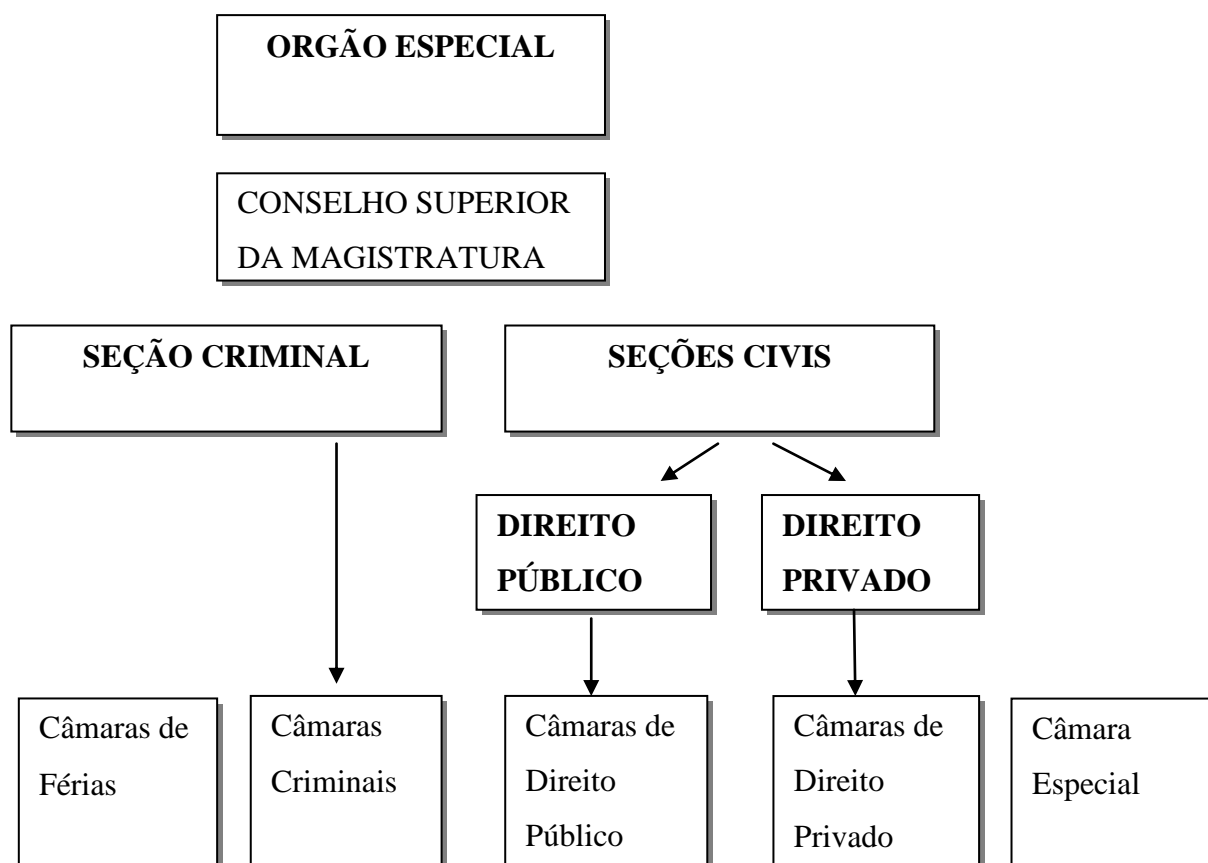 ORGÃO ESPECIAL
CONSELHO SUPERIOR
DA MAGISTRATURA
SEÇÃO CRIMINAL
SEÇÕES CIVIS
DIREITO
PÚBLICO
DIREITO
PRIVADO
Câmaras de
Férias
Câmaras
Criminais
Câmaras de
Direito
Público
Câmaras de
Direito
Privado
Câmara
Especial